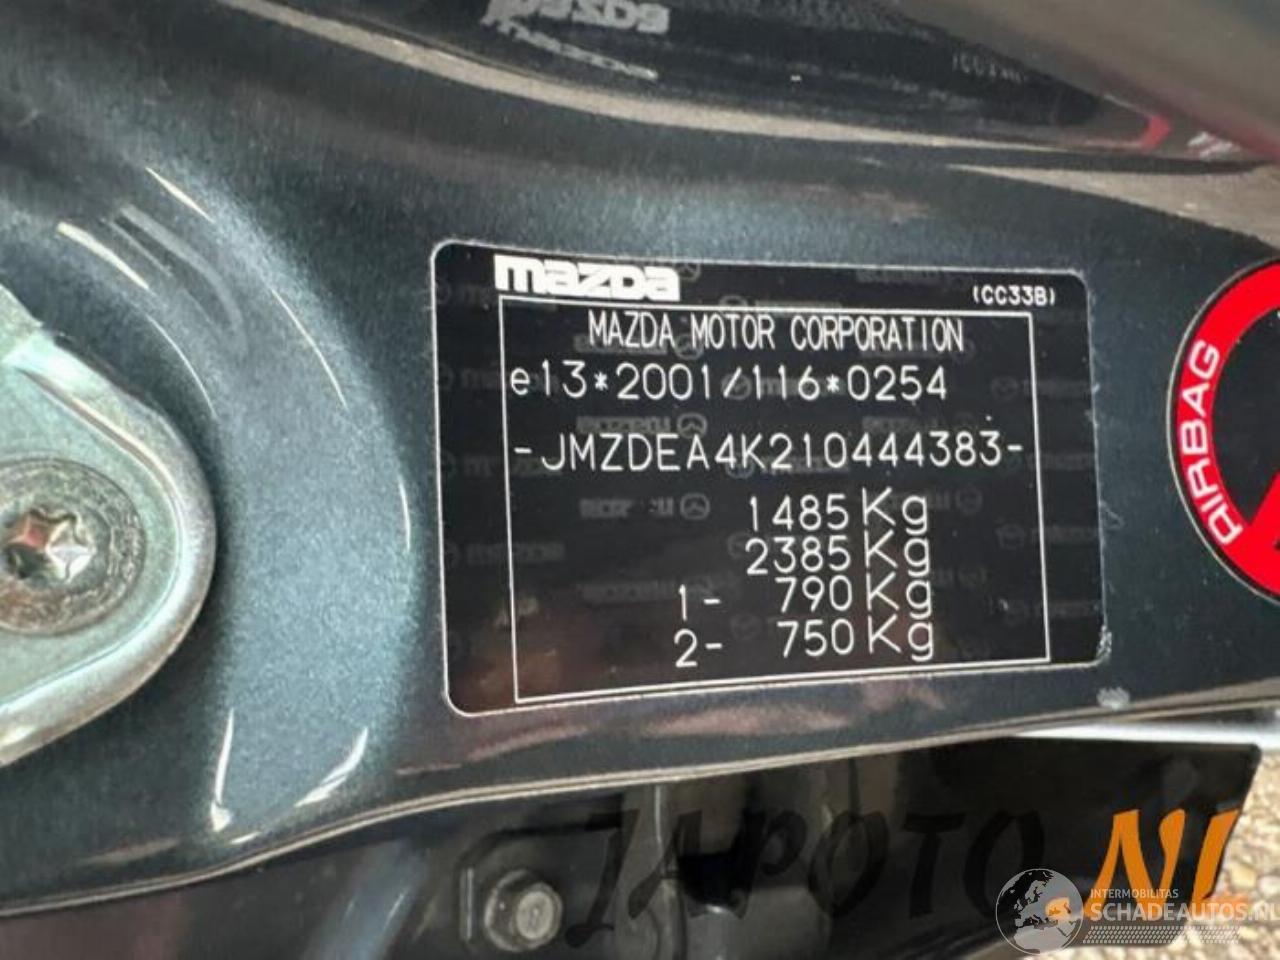 mazda
(CC33B)
MAZDA MOTOR CORPORATION
e13*2001/116*0254
-JMZDEA4K210444383-
1485 Kg
2385 Kg
1- 790 Kg
2- 750 Kg
AIRBAG
JAPOTO NI
INTERMOBILITAS
SCHADEAUTOS.NL